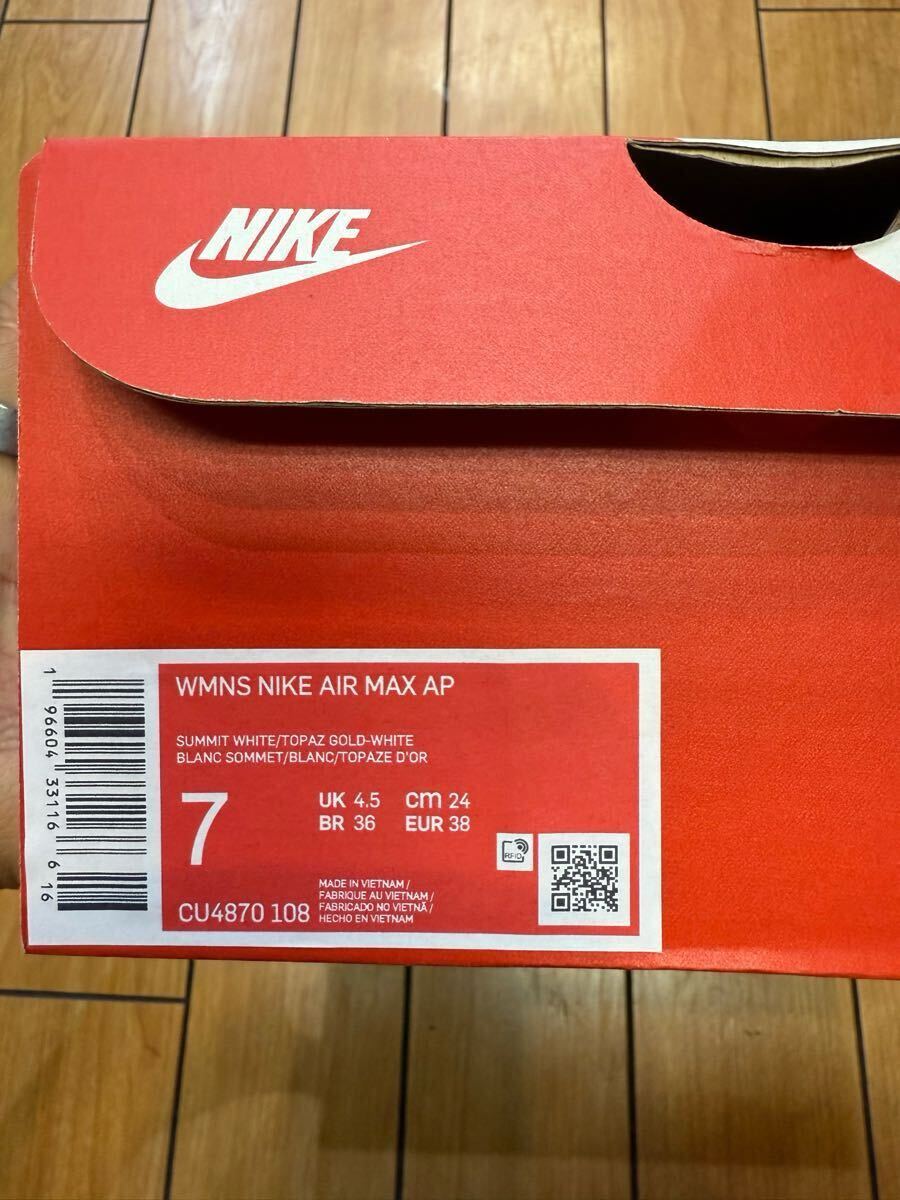 NIKE
WMNS NIKE AIR MAX AP
SUMMIT WHITE/TOPAZ GOLD-WHITE
BLANC SOMMET/BLANC/TOPAZE D'OR
7
UK 4.5 cm 24
BR 36 EUR 38
RFID
MADE IN VIETNAM /
FABRIQUE AU VIETNAM /
FABRICADO NO VIETNÃ /
HECHO EN VIETNAM
CU4870 108
1 96604 33116 6 16